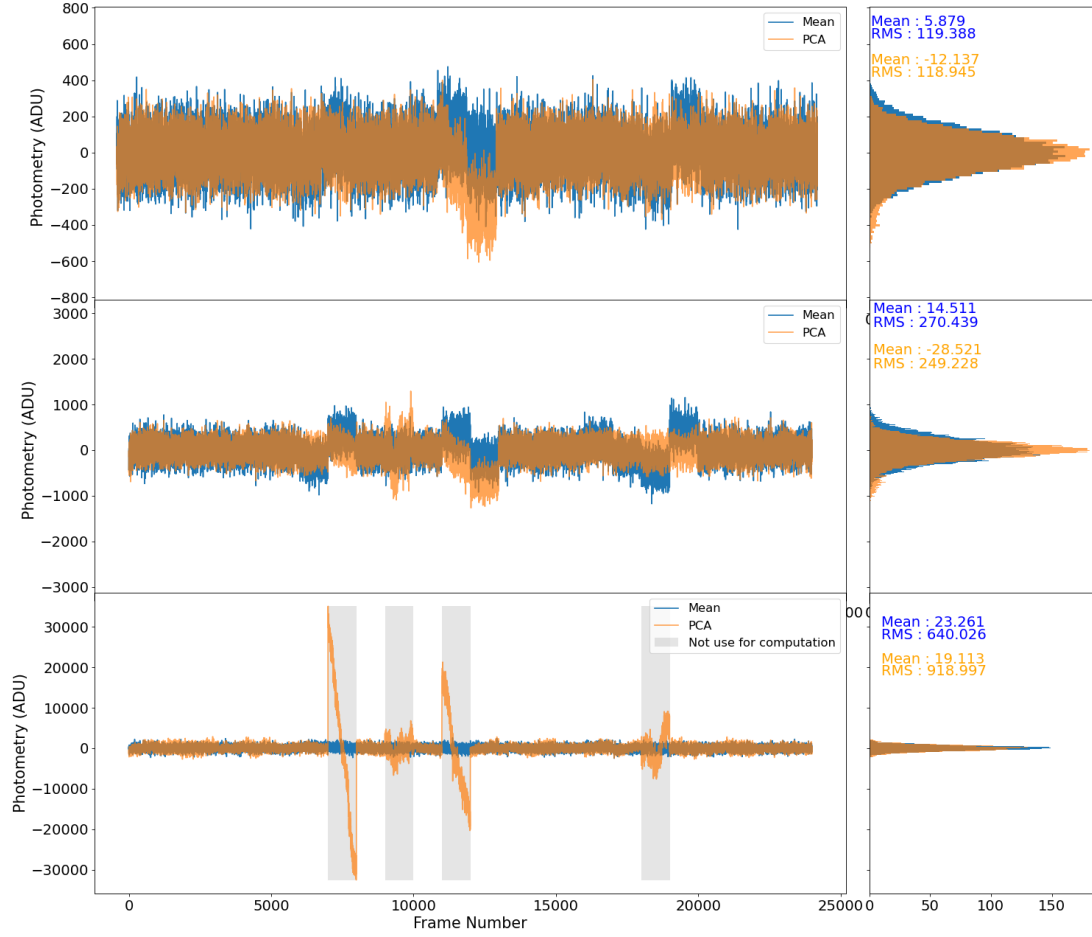 800
600
400
200
0
−200
−400
−600
−800
Photometry (ADU)
Mean
PCA
Mean : 5.879
RMS : 119.388
Mean : -12.137
RMS : 118.945
3000
2000
1000
0
−1000
−2000
−3000
Photometry (ADU)
Mean
PCA
Mean : 14.511
RMS : 270.439
Mean : -28.521
RMS : 249.228
30000
20000
10000
0
−10000
−20000
−30000
Photometry (ADU)
Mean
PCA
Not use for computation
Mean : 23.261
RMS : 640.026
Mean : 19.113
RMS : 918.997
0 5000 10000 15000 20000 25000
Frame Number
0 50 100 150